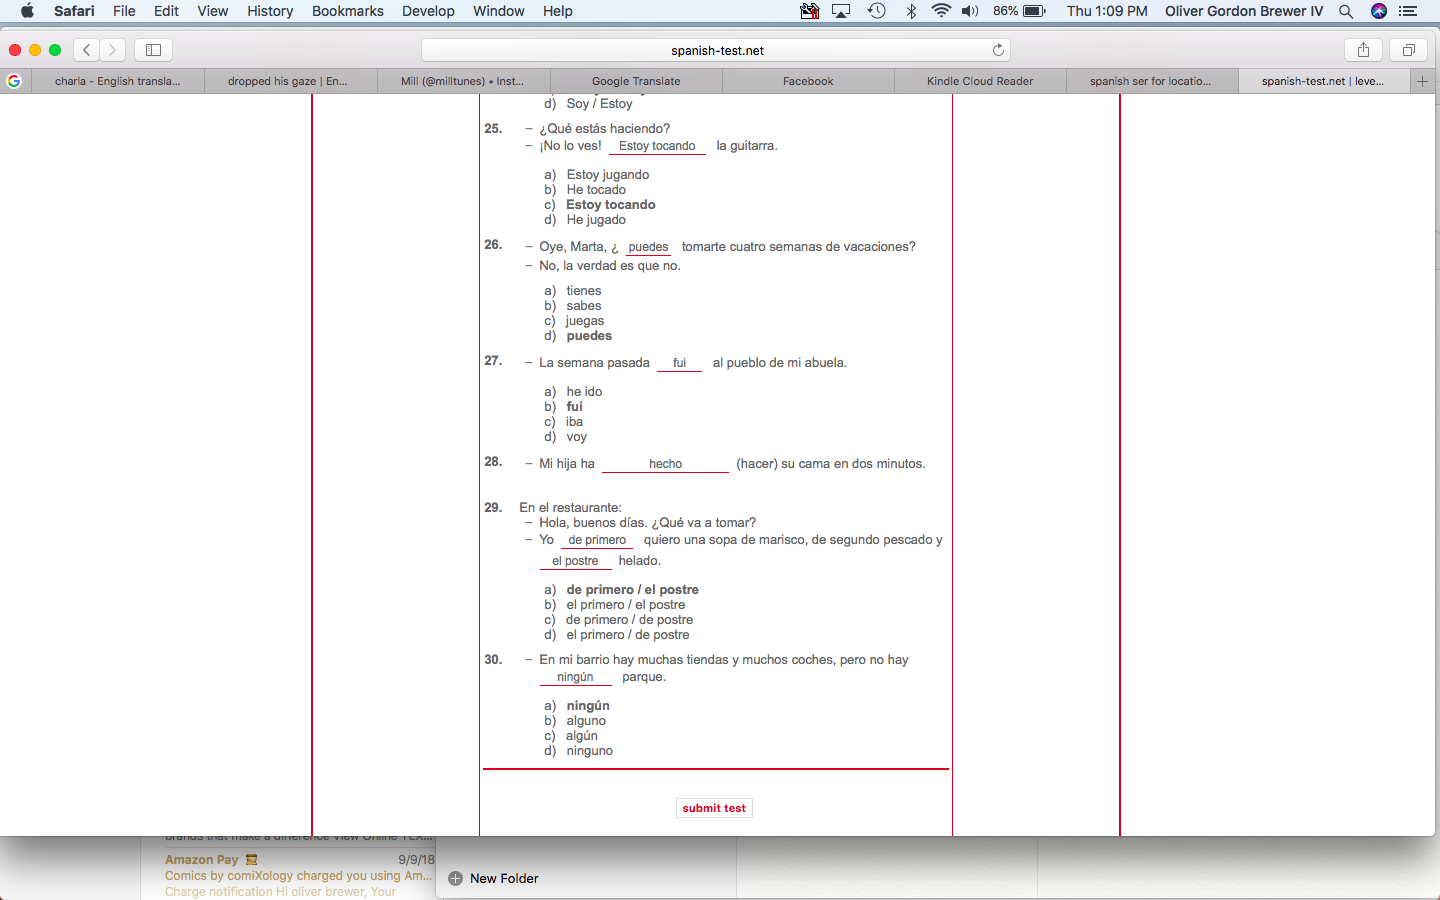 Safari File Edit View History Bookmarks Develop Window Help 86% Thu 1:09 PM Oliver Gordon Brewer IV
spanish-test.net
charla - English transla... dropped his gaze | En... Mill (@milltunes) • Inst... Google Translate Facebook Kindle Cloud Reader spanish ser for locatio... spanish-test.net | leve...
d) Soy / Estoy
25. – ¿Qué estás haciendo?
– ¡No lo ves! Estoy tocando la guitarra.
a) Estoy jugando
b) He tocado
c) Estoy tocando
d) He jugado
26. – Oye, Marta, ¿ puedes tomarte cuatro semanas de vacaciones?
– No, la verdad es que no.
a) tienes
b) sabes
c) juegas
d) puedes
27. – La semana pasada fui al pueblo de mi abuela.
a) he ido
b) fui
c) iba
d) voy
28. – Mi hija ha hecho (hacer) su cama en dos minutos.
29. En el restaurante:
– Hola, buenos días. ¿Qué va a tomar?
– Yo de primero quiero una sopa de marisco, de segundo pescado y
el postre helado.
a) de primero / el postre
b) el primero / el postre
c) de primero / de postre
d) el primero / de postre
30. – En mi barrio hay muchas tiendas y muchos coches, pero no hay
ningún parque.
a) ningún
b) alguno
c) algún
d) ninguno
submit test
brands that make a difference View Online TEX...
Amazon Pay 9/9/18
Comics by comiXology charged you using Am...
Charge notification Hi oliver brewer, Your
New Folder